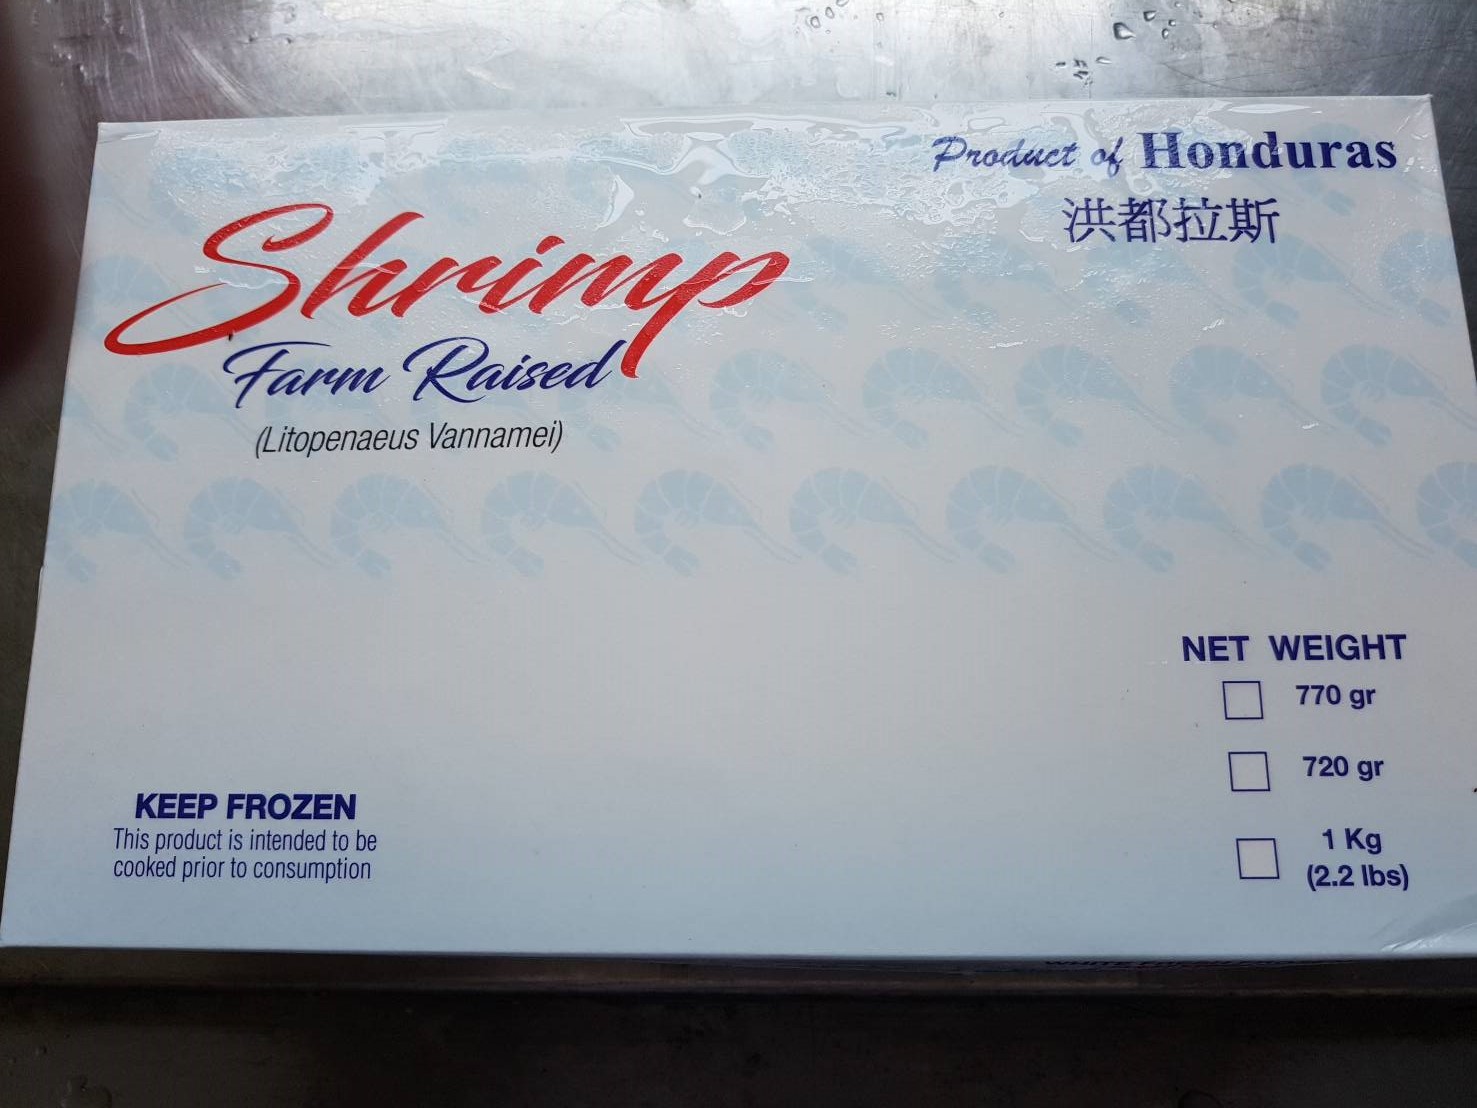 Product of Honduras
洪都拉斯
Shrimp
Farm Raised
(Litopenaeus Vannamei)
NET WEIGHT
770 gr
720 gr
1 Kg
(2.2 lbs)
KEEP FROZEN
This product is intended to be
cooked prior to consumption